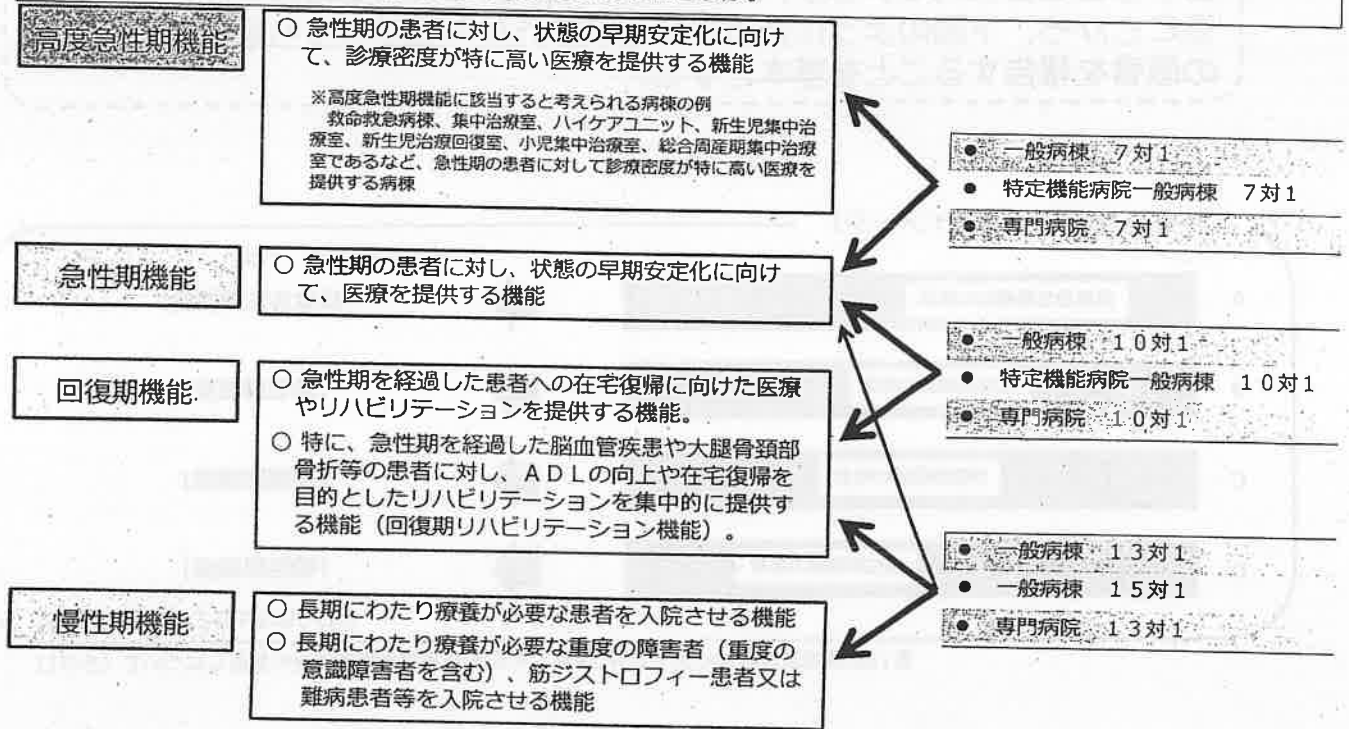 高度急性期機能
○ 急性期の患者に対し、状態の早期安定化に向け
て、診療密度が特に高い医療を提供する機能
※高度急性期機能に該当すると考えられる病棟の例
救命救急病棟、集中治療室、ハイケアユニット、新生児集中治
療室、新生児治療回復室、小児集中治療室、総合周産期集中治療
室であるなど、急性期の患者に対して診療密度が特に高い医療を
提供する病棟
● 一般病棟 7対1
● 特定機能病院一般病棟 7対1
● 専門病院 7対1
急性期機能
○ 急性期の患者に対し、状態の早期安定化に向け
て、医療を提供する機能
● 一般病棟 10対1
● 特定機能病院一般病棟 10対1
● 専門病院 10対1
回復期機能
○ 急性期を経過した患者への在宅復帰に向けた医療
やリハビリテーションを提供する機能。
○ 特に、急性期を経過した脳血管疾患や大腿骨頚部
骨折等の患者に対し、ADLの向上や在宅復帰を
目的としたリハビリテーションを集中的に提供す
る機能(回復期リハビリテーション機能)。
● 一般病棟 13対1
● 一般病棟 15対1
● 専門病院 13対1
慢性期機能
○ 長期にわたり療養が必要な患者を入院させる機能
○ 長期にわたり療養が必要な重度の障害者(重度の
意識障害者を含む)、筋ジストロフィー患者又は
難病患者等を入院させる機能